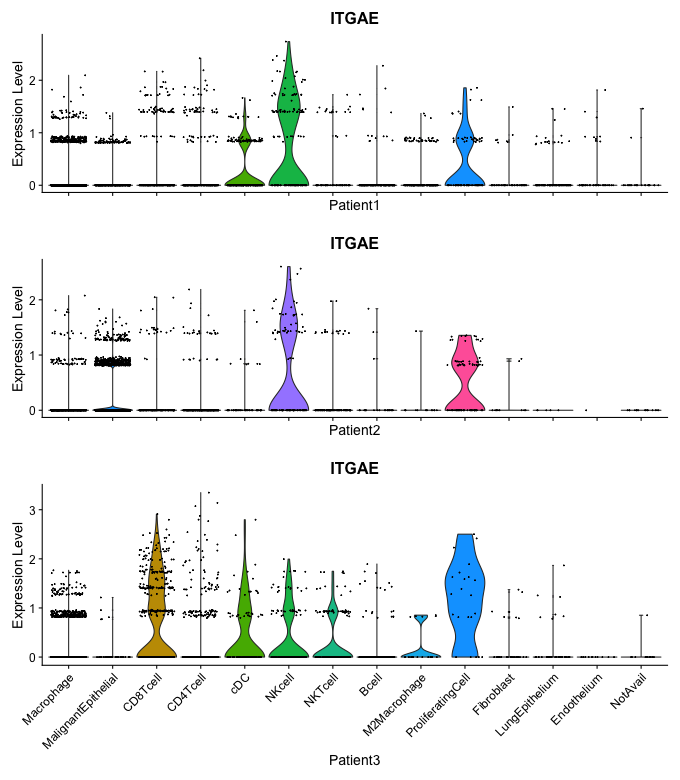 ITGAE
Expression Level
2
1
0
Patient1
ITGAE
Expression Level
2
1
0
Patient2
ITGAE
Expression Level
3
2
1
0
Macrophage
MalignantEpithelial
CD8Tcell
CD4Tcell
cDC
NKcell
NKTcell
Bcell
M2Macrophage
ProliferatingCell
Fibroblast
LungEpithelium
Endothelium
NotAvail
Patient3